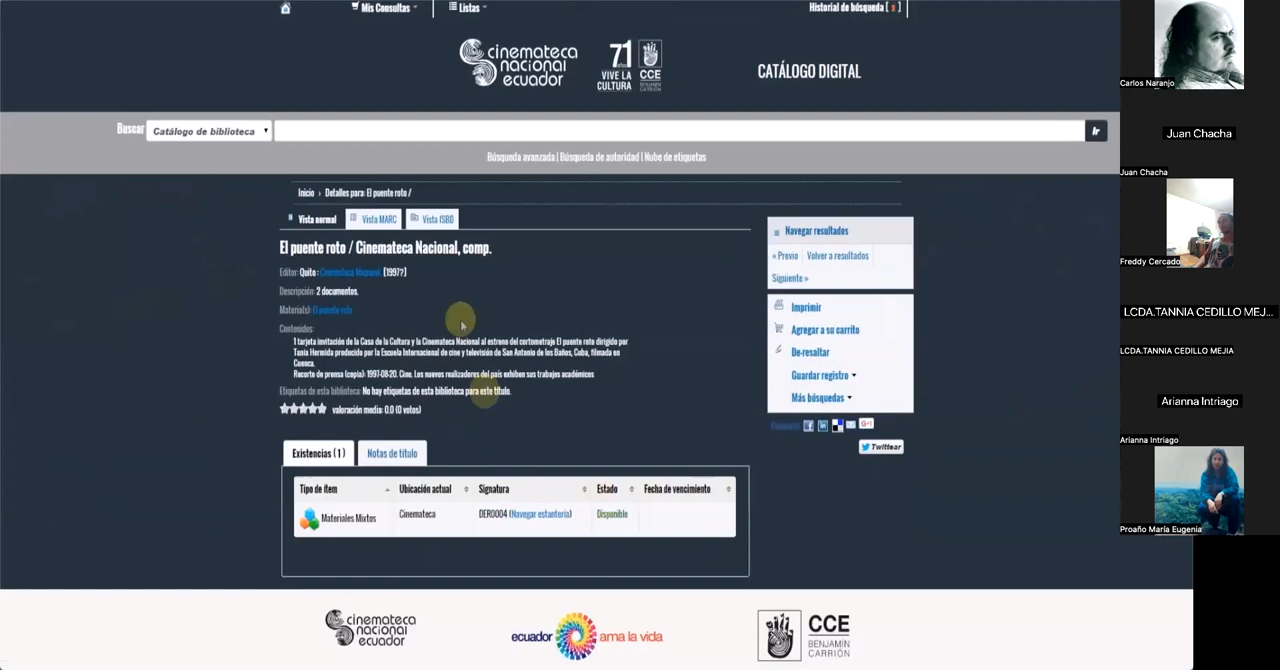 Mis Consultas
Listas
Historial de búsqueda [ x ]
cinemateca
nacional
ecuador
71
años
VIVE LA
CULTURA
CCE
BENJAMÍN
CARRIÓN
CATÁLOGO DIGITAL
Buscar
Catálogo de biblioteca
Ir
Búsqueda avanzada | Búsqueda de autoridad | Nube de etiquetas
Inicio › Detalles para: El puente roto /
Vista normal
Vista MARC
Vista ISBD
El puente roto / Cinemateca Nacional, comp.
Editor: Quito : Cinemateca Nacional, [1997?]
Descripción: 2 documentos.
Materia(s): El puente roto
Contenidos:
1 tarjeta invitación de la Casa de la Cultura y la Cinemateca Nacional al estreno del cortometraje El puente roto dirigido por
Tania Hermida producido por la Escuela Internacional de cine y televisión de San Antonio de los Baños, Cuba, filmada en
Cuenca.
Recorte de prensa (copia): 1997-08-20. Cine. Los nuevos realizadores del país exhiben sus trabajos académicos
Etiquetas de esta biblioteca: No hay etiquetas de esta biblioteca para este título.
valoración media: 0.0 (0 votos)
Navegar resultados
« Previo
Volver a resultados
Siguiente »
Imprimir
Agregar a su carrito
De-resaltar
Guardar registro
Más búsquedas
G+1
Twittear
Existencias ( 1 )
Notas de título
Tipo de ítem
Ubicación actual
Signatura
Estado
Fecha de vencimiento
Materiales Mixtos
Cinemateca
DER0004 (Navegar estantería)
Disponible
cinemateca
nacional
ecuador
ecuador
ama la vida
CCE
BENJAMÍN
CARRIÓN
Carlos Naranjo
Juan Chacha
Juan Chacha
Freddy Cercado
LCDA.TANNIA CEDILLO MEJ...
LCDA.TANNIA CEDILLO MEJIA
Arianna Intriago
Arianna Intriago
Proaño María Eugenia